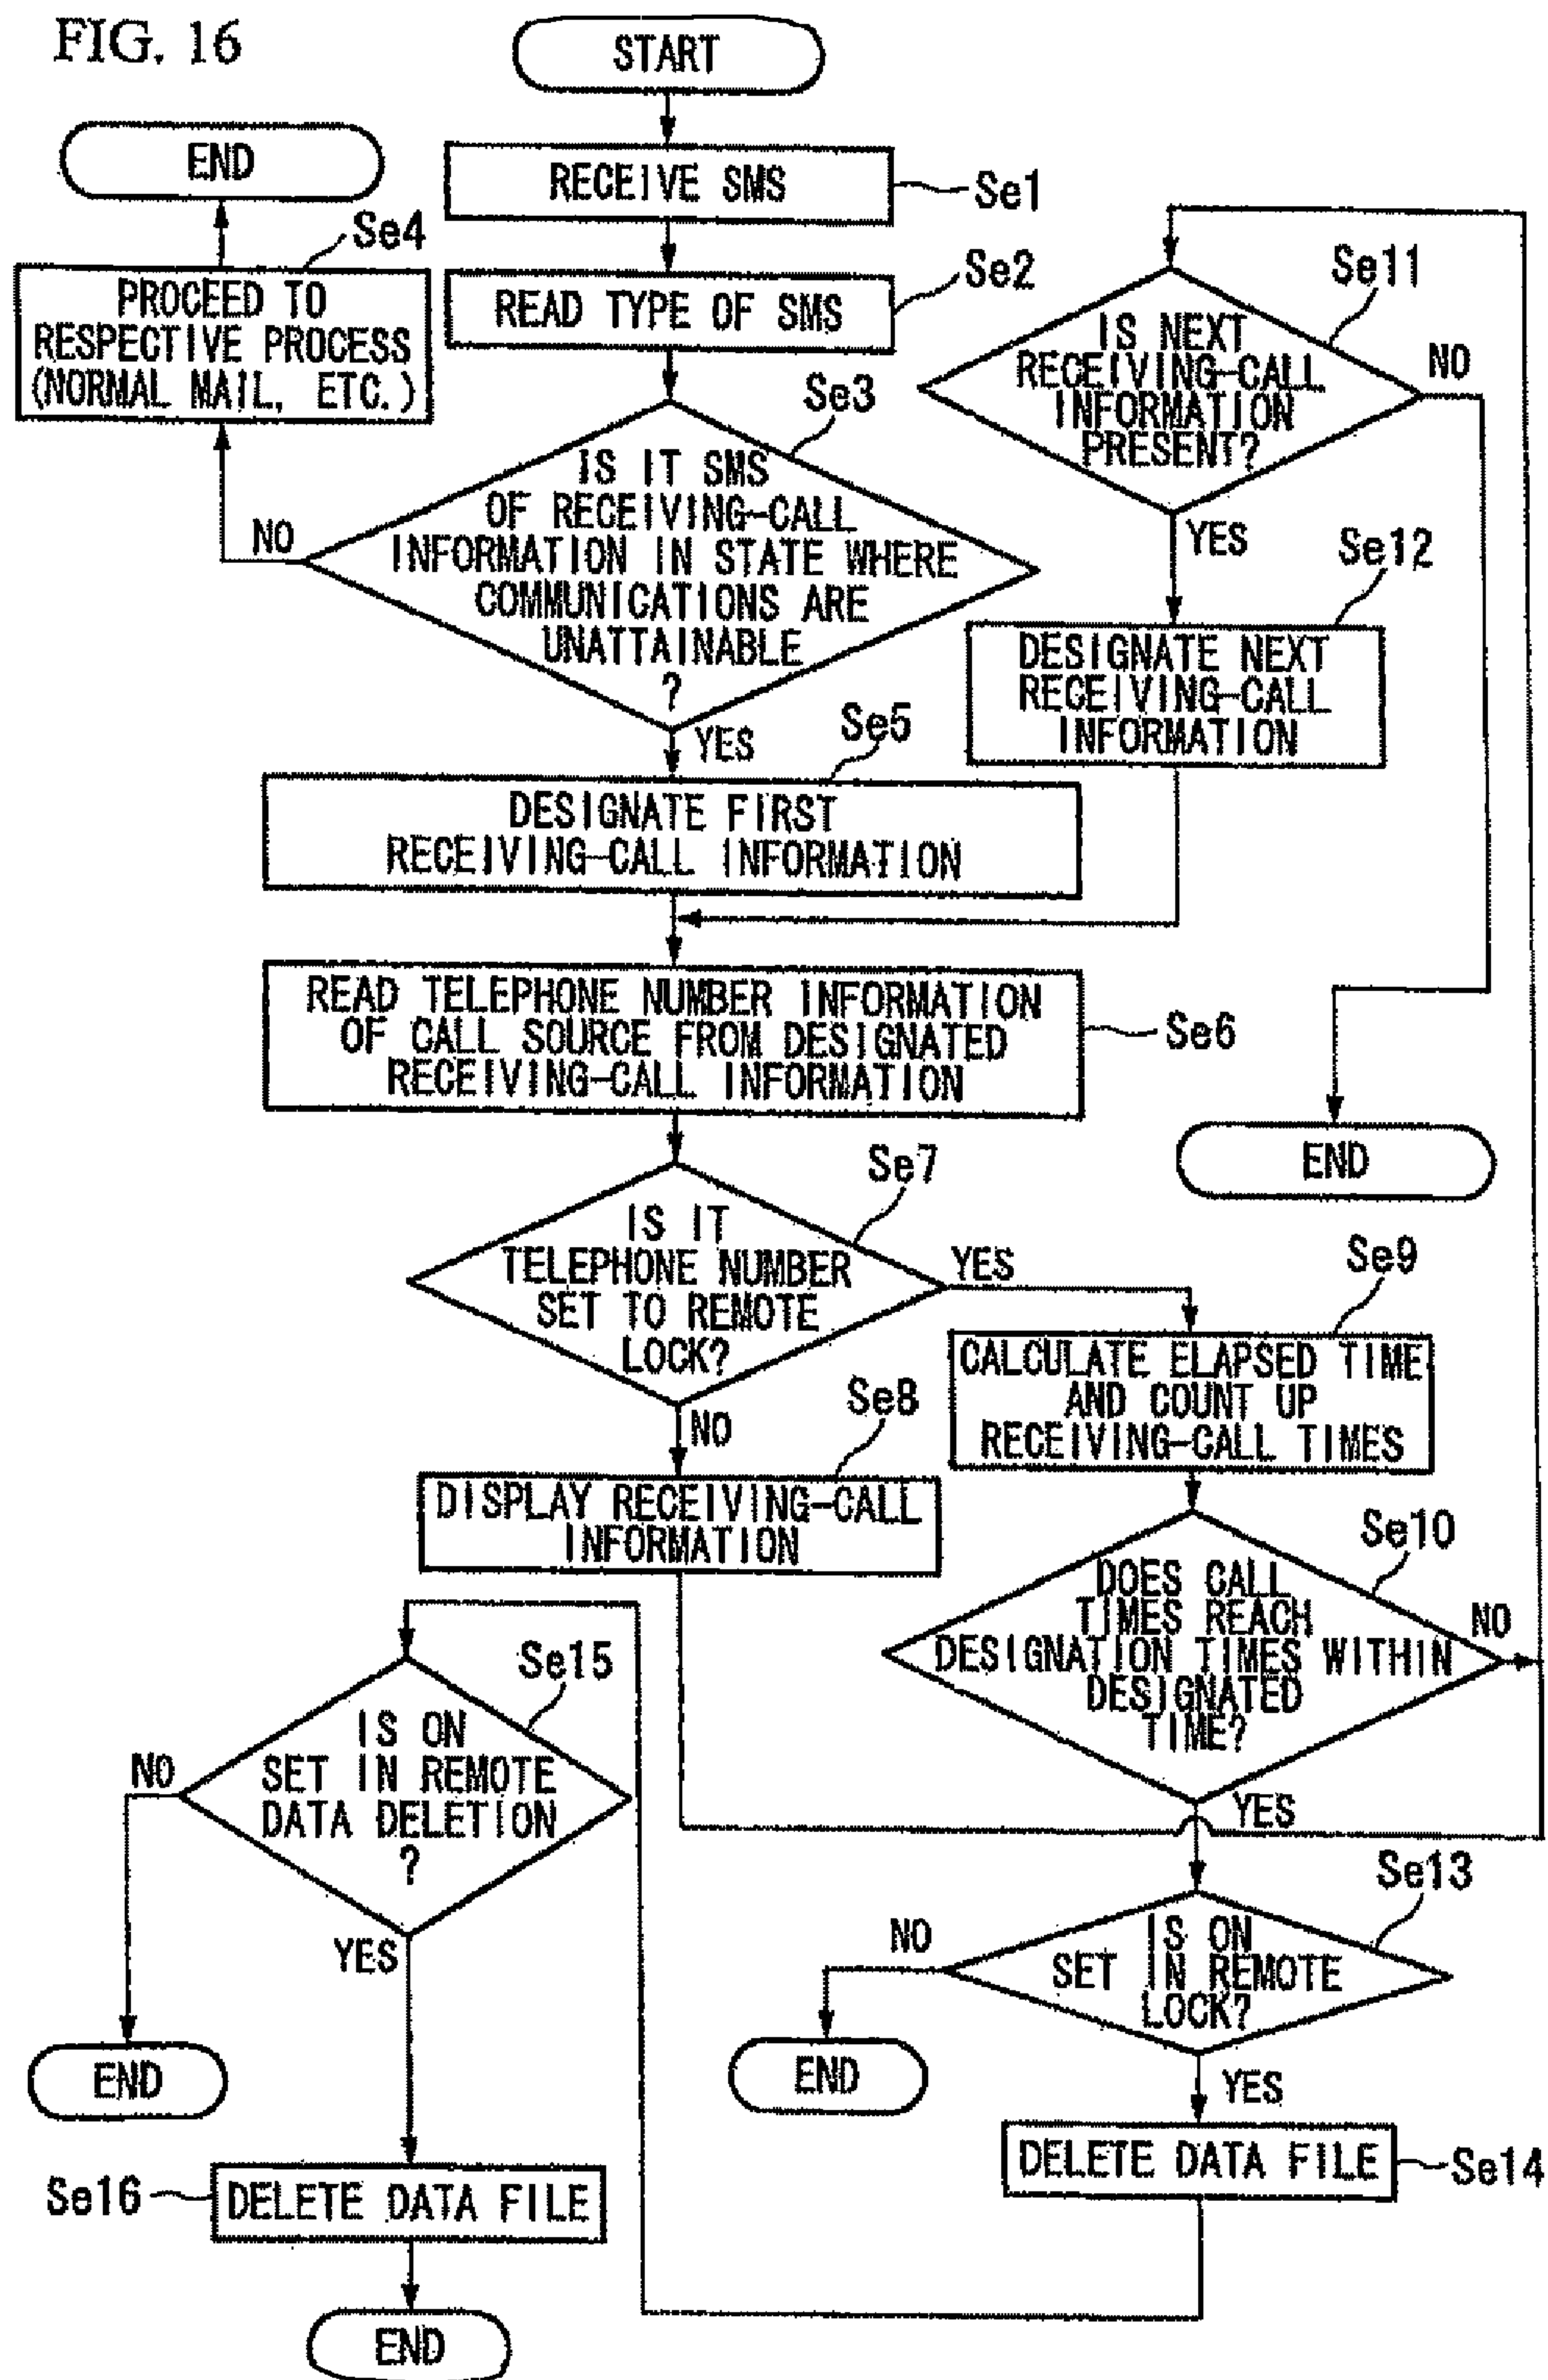 FIG. 16
START
END
RECEIVE SMS
Se1
Se4
PROCEED TO
RESPECTIVE PROCESS
(NORMAL MAIL, ETC.)
READ TYPE OF SMS
Se2
Se3
IS IT SMS
OF RECEIVING-CALL
INFORMATION IN STATE WHERE
COMMUNICATIONS ARE
UNATTAINABLE
?
NO
YES
Se11
IS NEXT
RECEIVING-CALL
INFORMATION
PRESENT?
NO
YES
Se12
DESIGNATE NEXT
RECEIVING-CALL
INFORMATION
Se5
DESIGNATE FIRST
RECEIVING-CALL INFORMATION
READ TELEPHONE NUMBER INFORMATION
OF CALL SOURCE FROM DESIGNATED
RECEIVING-CALL INFORMATION
Se6
END
Se7
IS IT
TELEPHONE NUMBER
SET TO REMOTE
LOCK?
YES
NO
Se9
CALCULATE ELAPSED TIME
AND COUNT UP
RECEIVING-CALL TIMES
Se8
DISPLAY RECEIVING-CALL
INFORMATION
Se10
DOES CALL
TIMES REACH
DESIGNATION TIMES WITHIN
DESIGNATED
TIME?
NO
YES
Se15
IS ON
SET IN REMOTE
DATA DELETION
?
NO
YES
Se13
IS ON
SET IN REMOTE
LOCK?
NO
YES
END
END
DELETE DATA FILE
Se14
Se16
DELETE DATA FILE
END